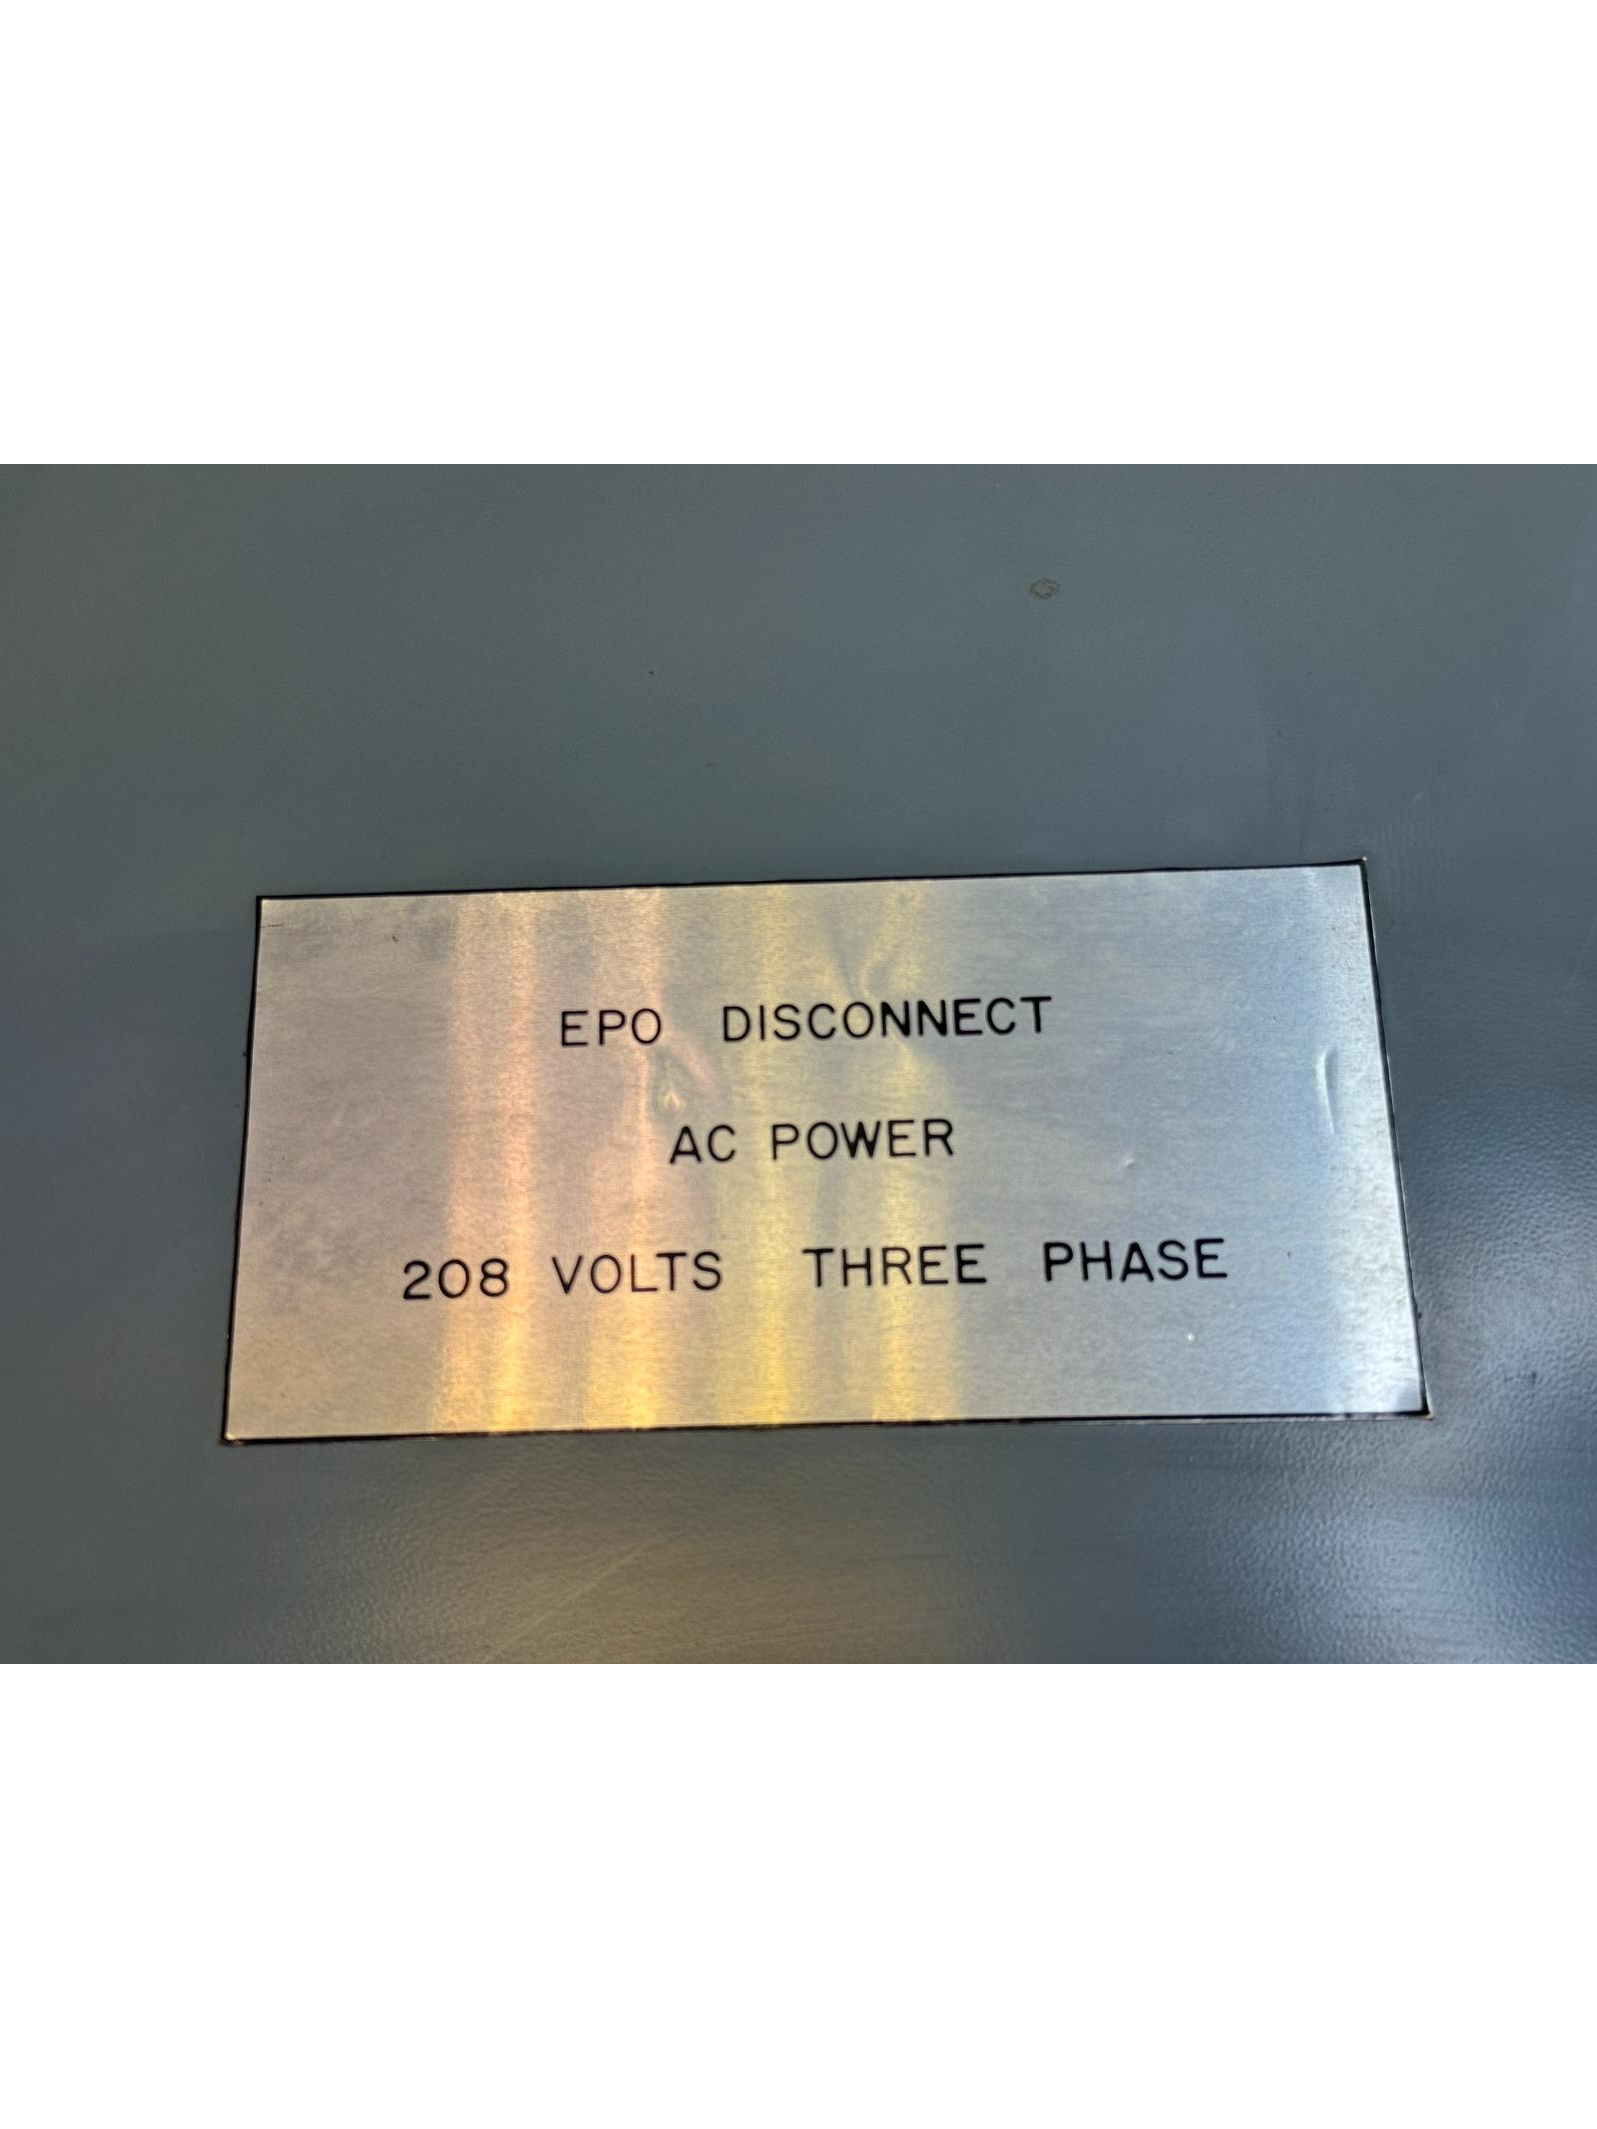 EPO DISCONNECT
AC POWER
208 VOLTS THREE PHASE